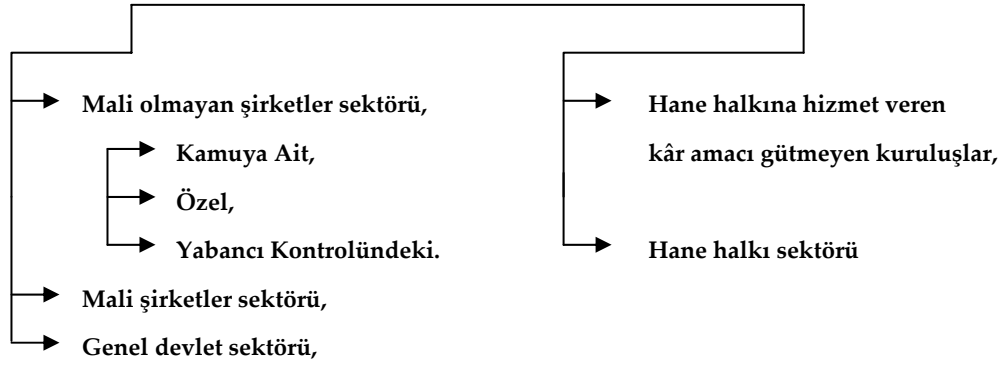 Mali olmayan şirketler sektörü,
Kamuya Ait,
Özel,
Yabancı Kontrolündeki.
Mali şirketler sektörü,
Genel devlet sektörü,
Hane halkına hizmet veren
kâr amacı gütmeyen kuruluşlar,
Hane halkı sektörü